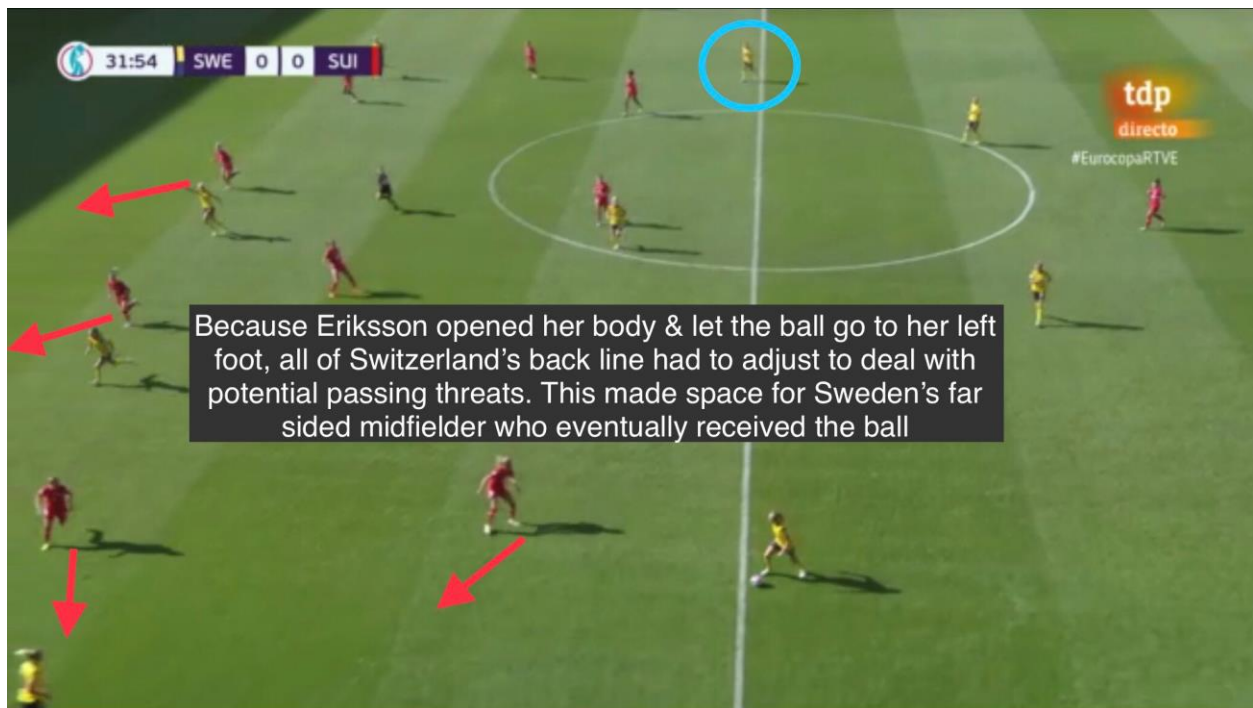 31:54 SWE 0 0 SUI
tdp
directo
#EurocopaRTVE
Because Eriksson opened her body & let the ball go to her left
foot, all of Switzerland's back line had to adjust to deal with
potential passing threats. This made space for Sweden's far
sided midfielder who eventually received the ball